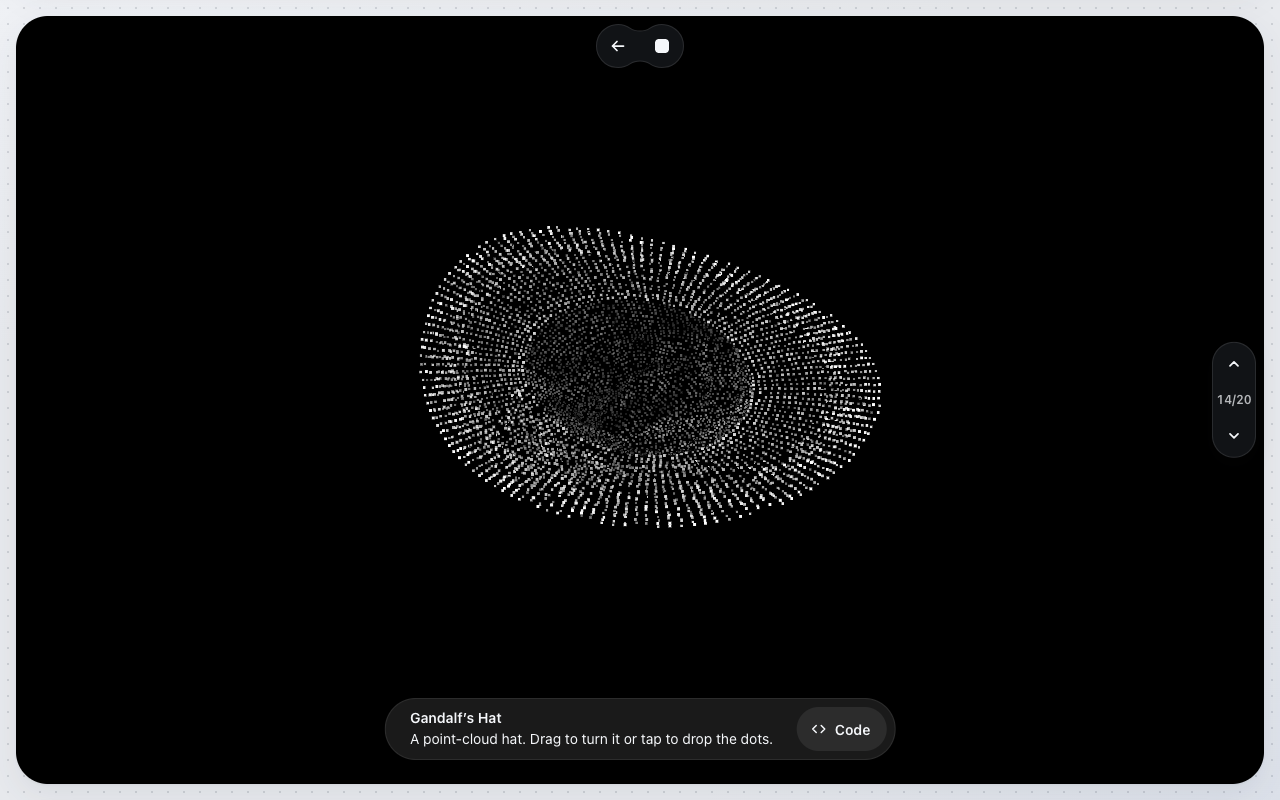 14/20
Gandalf’s Hat
A point-cloud hat. Drag to turn it or tap to drop the dots.
Code